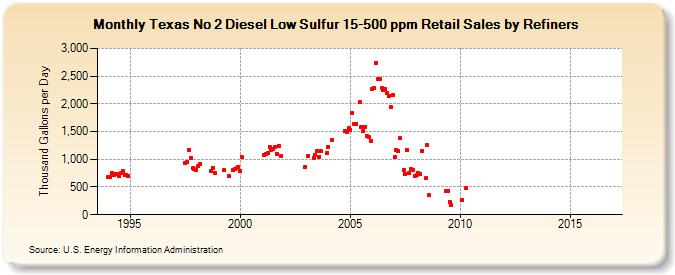 Monthly Texas No 2 Diesel Low Sulfur 15-500 ppm Retail Sales by Refiners
Thousand Gallons per Day
3,000
2,500
2,000
1,500
1,000
500
0
1995 2000 2005 2010 2015
Source: U.S. Energy Information Administration